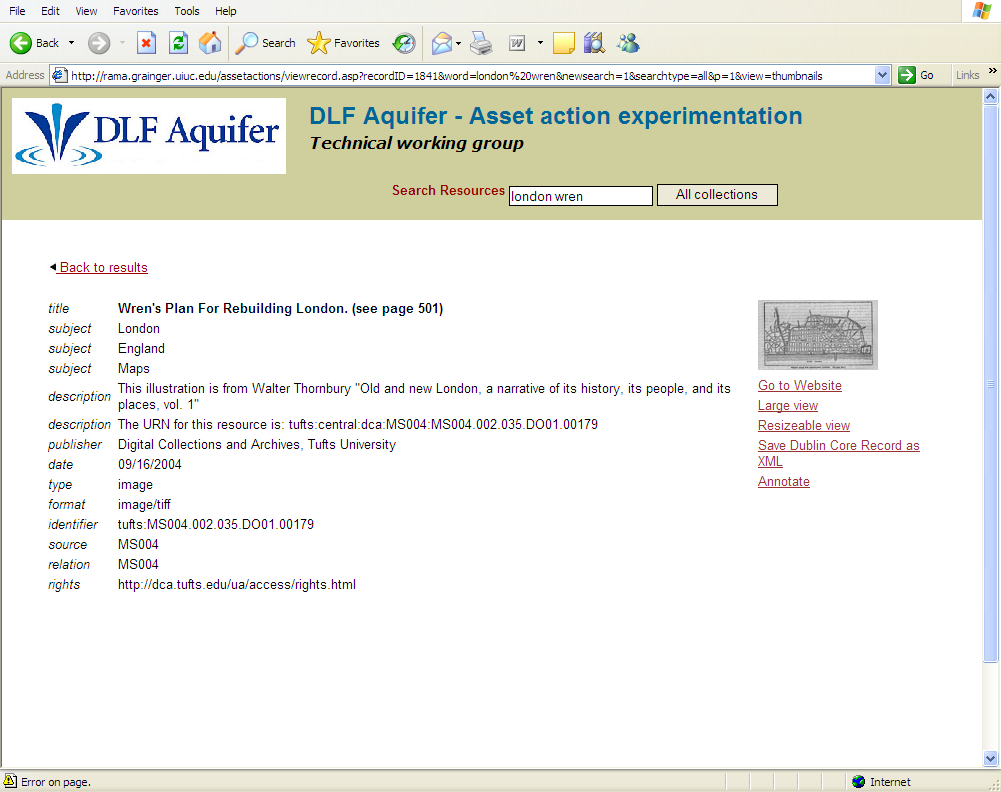 File Edit View Favorites Tools Help
Back Search Favorites
Address http://rama.grainger.uiuc.edu/assetactions/viewrecord.asp?recordID=1841&word=london%20wren&newsearch=1&searchtype=all&p=1&view=thumbnails Go Links »
DLF Aquifer
DLF Aquifer - Asset action experimentation
Technical working group
Search Resources london wren All collections
Back to results
title Wren's Plan For Rebuilding London. (see page 501)
subject London
subject England
subject Maps
description This illustration is from Walter Thornbury "Old and new London, a narrative of its history, its people, and its
places, vol. 1"
description The URN for this resource is: tufts:central:dca:MS004:MS004.002.035.DO01.00179
publisher Digital Collections and Archives, Tufts University
date 09/16/2004
type image
format image/tiff
identifier tufts:MS004.002.035.DO01.00179
source MS004
relation MS004
rights http://dca.tufts.edu/ua/access/rights.html
Go to Website
Large view
Resizeable view
Save Dublin Core Record as
XML
Annotate
Error on page. Internet